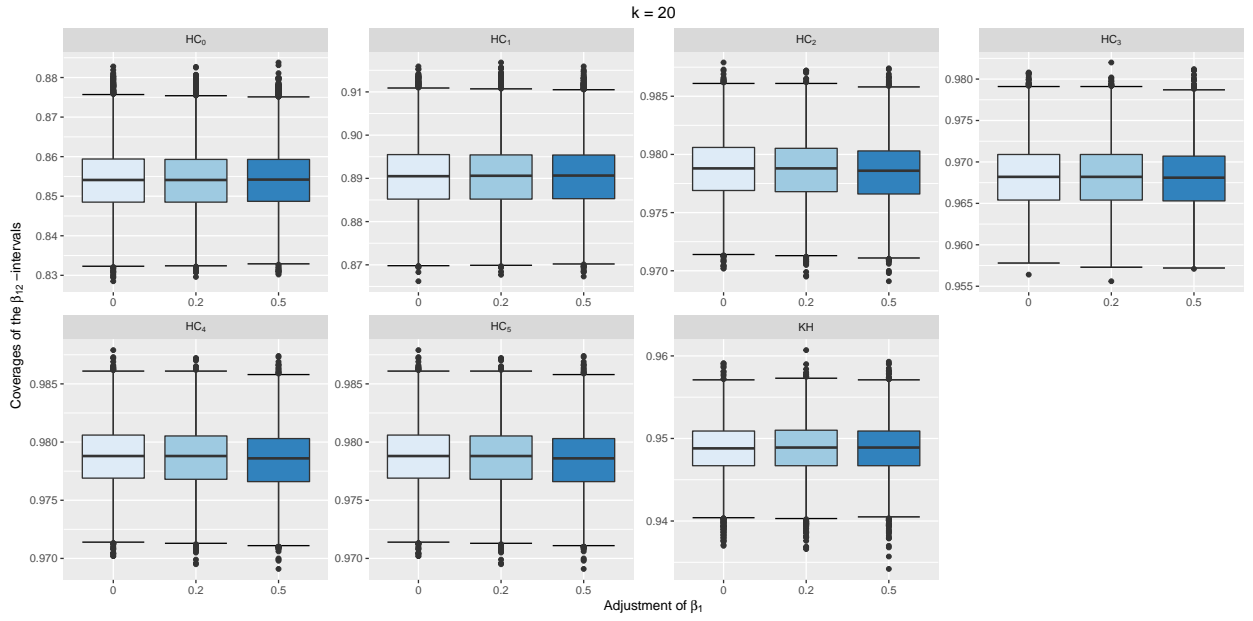 k = 20
HC₀ HC₁ HC₂ HC₃
0.88 0.91 0.985 0.980
0.87 0.90 0.980 0.975
0.86 0.89 0.975 0.970
0.85 0.88 0.970 0.965
0.84 0.87 0.960
0.83 0.955
0 0.2 0.5 0 0.2 0.5 0 0.2 0.5 0 0.2 0.5
HC₄ HC₅ KH
0.985 0.985 0.96
0.980 0.980 0.95
0.975 0.975 0.94
0.970 0.970
0 0.2 0.5 0 0.2 0.5 0 0.2 0.5
Coverages of the β₁₂ −intervals
Adjustment of β₁